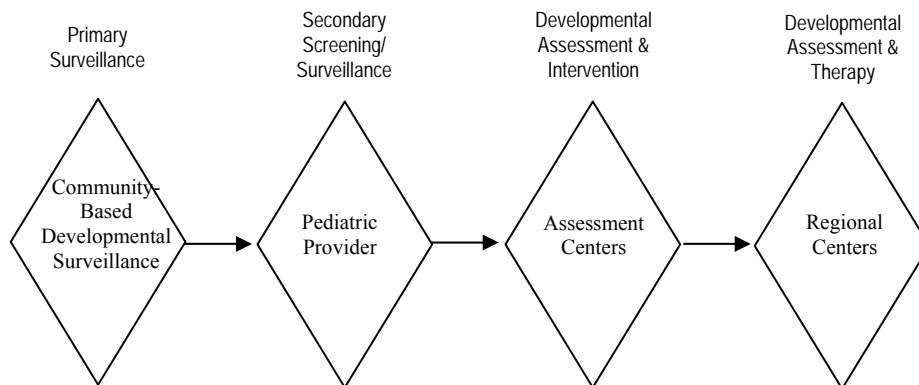 Primary
Surveillance
Secondary
Screening/
Surveillance
Developmental
Assessment &
Intervention
Developmental
Assessment &
Therapy
Community-
Based
Developmental
Surveillance
Pediatric
Provider
Assessment
Centers
Regional
Centers